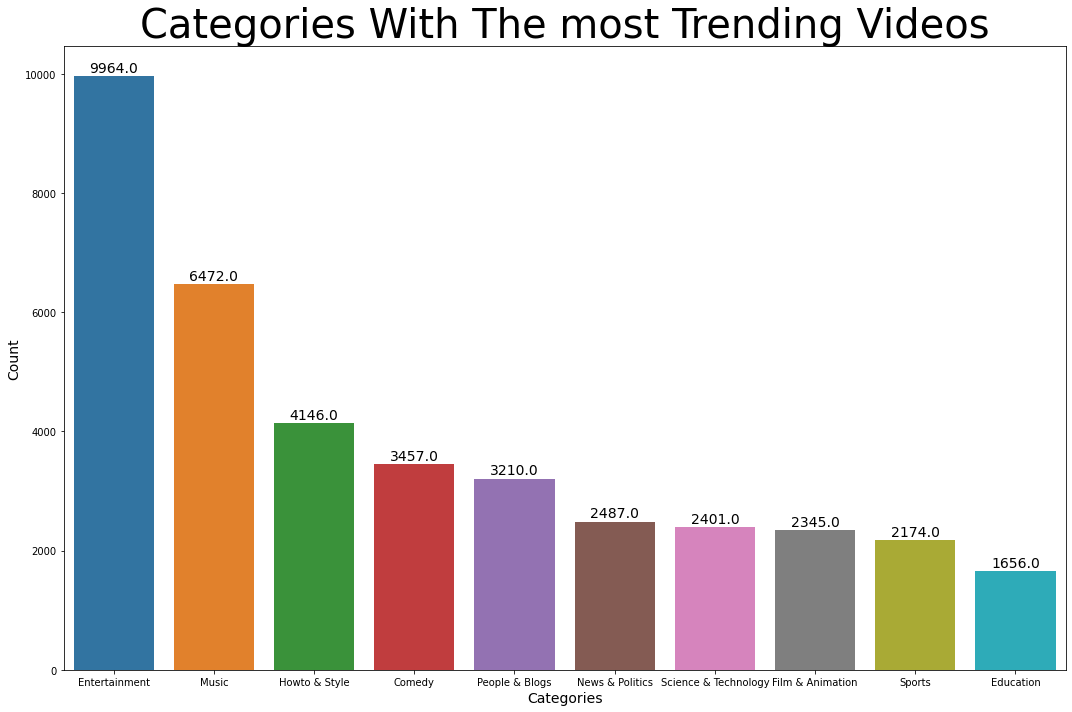 Categories With The most Trending Videos
Count
10000
8000
6000
4000
2000
0
9964.0
6472.0
4146.0
3457.0
3210.0
2487.0
2401.0
2345.0
2174.0
1656.0
Entertainment
Music
Howto & Style
Comedy
People & Blogs
News & Politics
Science & Technology
Film & Animation
Sports
Education
Categories